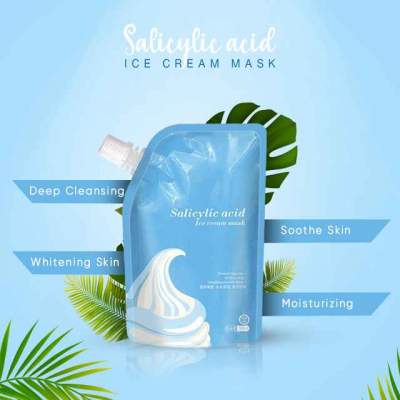 Salicylic acid
ICE CREAM MASK
Deep Cleansing
Salicylic acid
Ice cream mask
Soothe Skin
Whitening Skin
Moisturizing